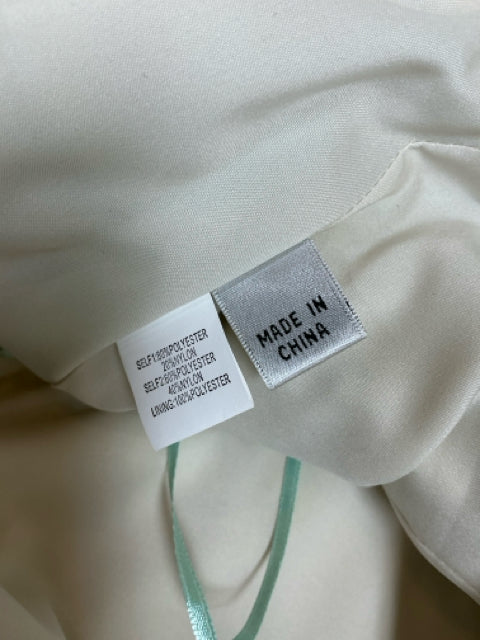 SELF1:80%POLYESTER
20%NYLON
SELF2:60%POLYESTER
40%NYLON
LINING:100%POLYESTER
MADE IN
CHINA